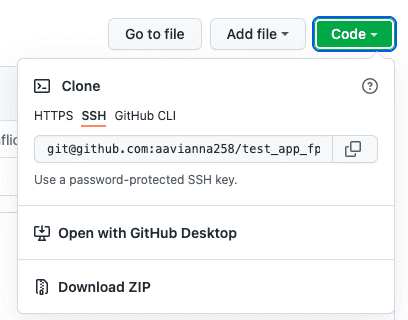 Go to file Add file Code
Clone
HTTPS SSH GitHub CLI
git@github.com:aavianna258/test_app_fp
Use a password-protected SSH key.
Open with GitHub Desktop
Download ZIP